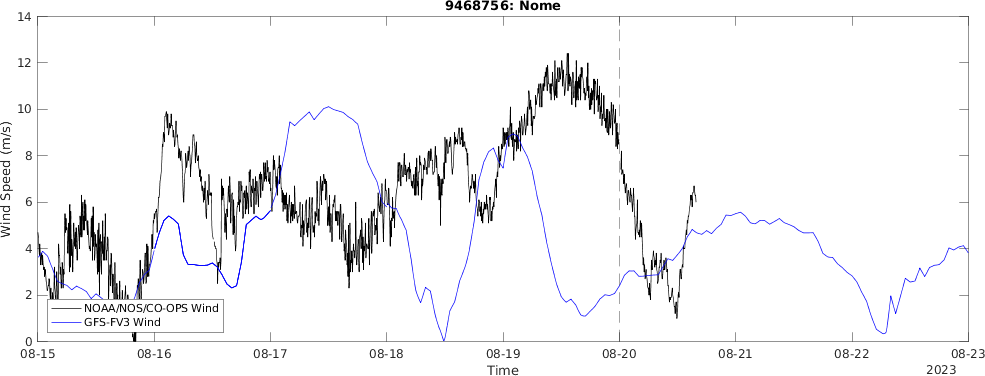 9468756: Nome
14
12
10
8
6
4
2
0
Wind Speed (m/s)
NOAA/NOS/CO-OPS Wind
GFS-FV3 Wind
08-15 08-16 08-17 08-18 08-19 08-20 08-21 08-22 08-23
Time
2023